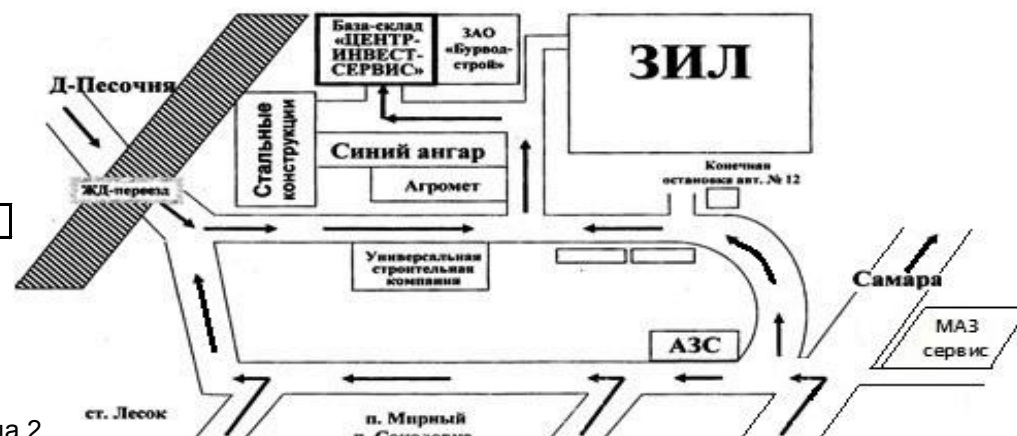 База-склад
«ЦЕНТР-
ИНВЕСТ-
СЕРВИС»
ЗАО
«Бурвод-
строй»
ЗИЛ
Д-Песочня
Стальные
конструкции
Синий ангар
Агромет
Конечная
остановка авт. № 12
ЖД-переезд
Универсальная
строительная
компания
Самара
МАЗ
сервис
АЗС
ст. Лесок
п. Мирный